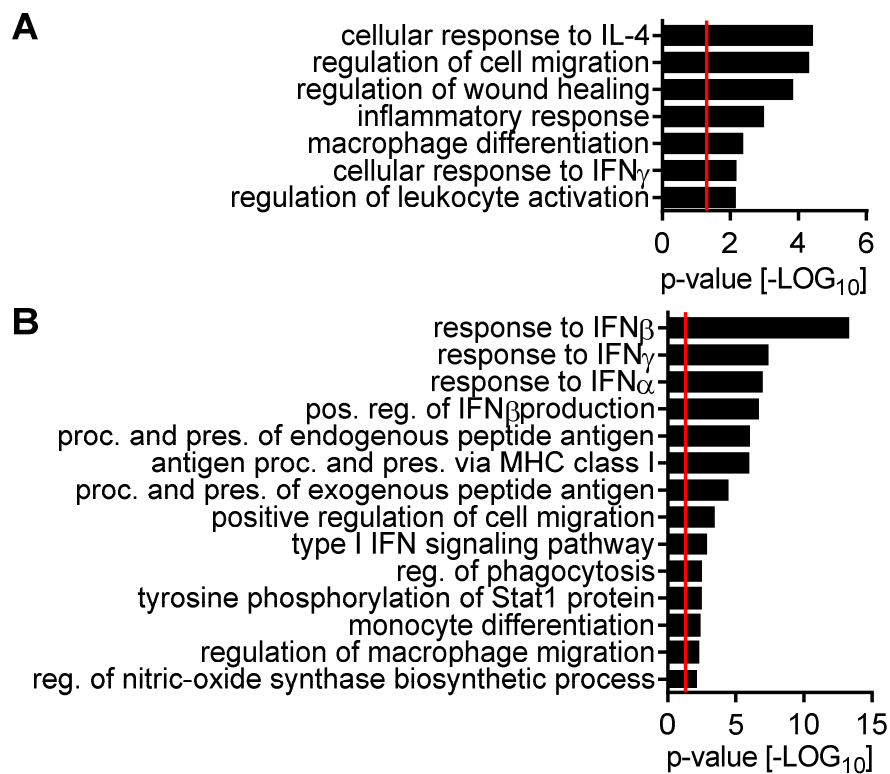 A
cellular response to IL-4
regulation of cell migration
regulation of wound healing
inflammatory response
macrophage differentiation
cellular response to IFNγ
regulation of leukocyte activation
0 2 4 6
p-value [-LOG10]
B
response to IFNβ
response to IFNγ
response to IFNα
pos. reg. of IFNβproduction
proc. and pres. of endogenous peptide antigen
antigen proc. and pres. via MHC class I
proc. and pres. of exogenous peptide antigen
positive regulation of cell migration
type I IFN signaling pathway
reg. of phagocytosis
tyrosine phosphorylation of Stat1 protein
monocyte differentiation
regulation of macrophage migration
reg. of nitric-oxide synthase biosynthetic process
0 5 10 15
p-value [-LOG10]